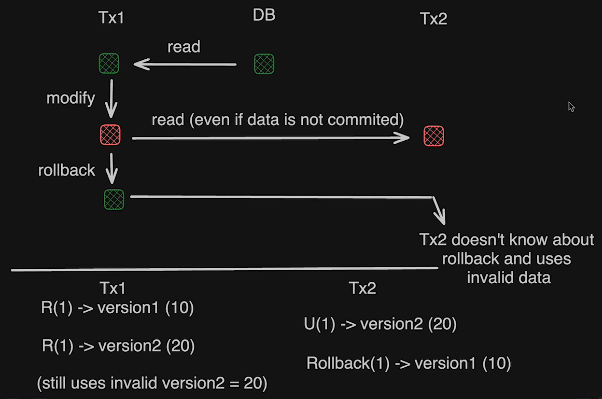 Tx1
DB
Tx2
read
modify
read (even if data is not commited)
rollback
Tx2 doesn't know about
rollback and uses
invalid data
Tx1
Tx2
R(1) -> version1 (10)
U(1) -> version2 (20)
R(1) -> version2 (20)
Rollback(1) -> version1 (10)
(still uses invalid version2 = 20)